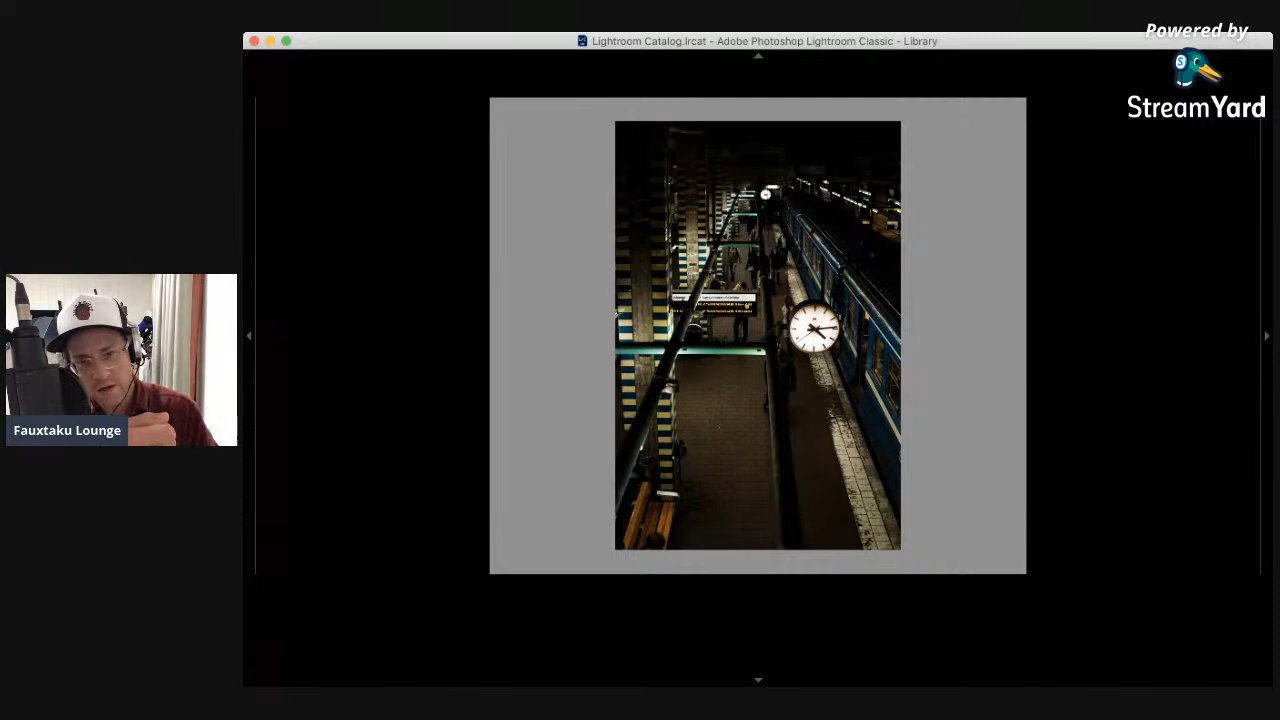 Lightroom Catalog.lrcat - Adobe Photoshop Lightroom Classic - Library
Powered by
S
StreamYard
Fauxtaku Lounge